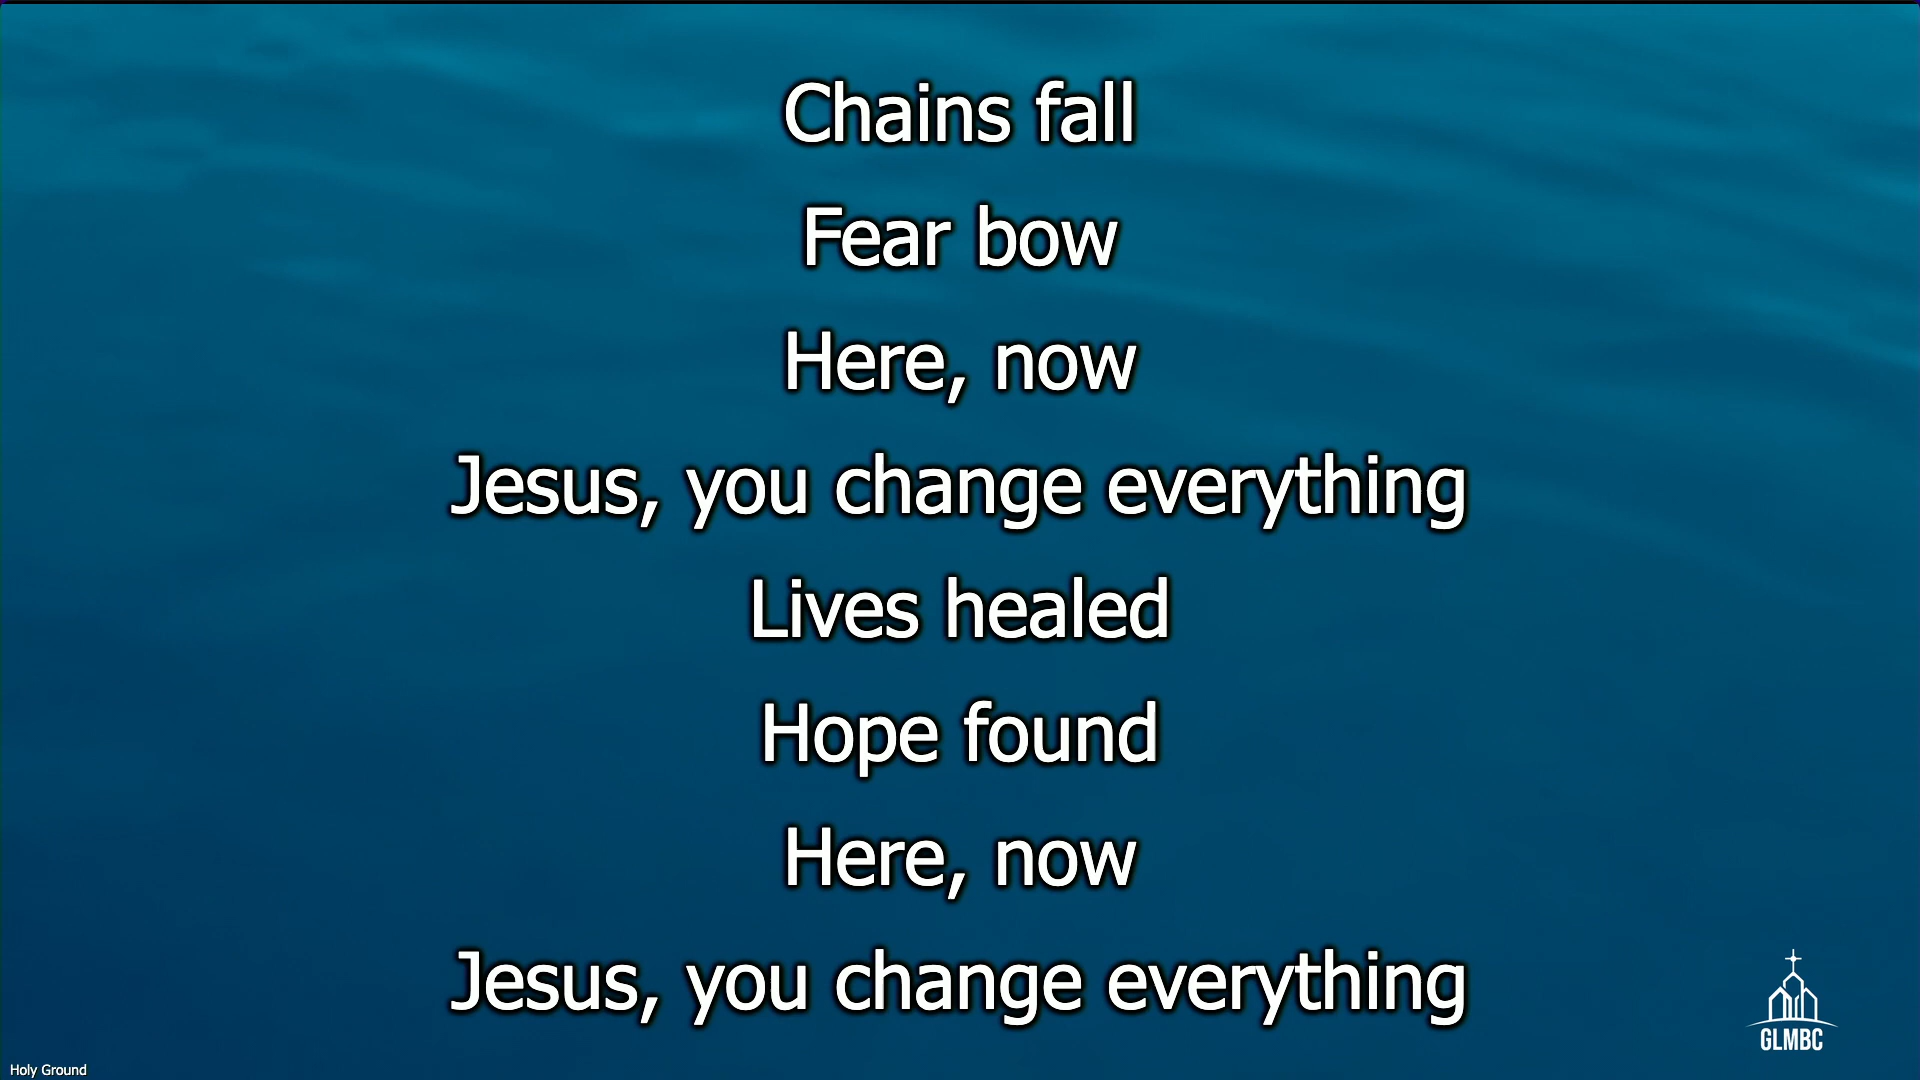 Chains fall
Fear bow
Here, now
Jesus, you change everything
Lives healed
Hope found
Here, now
Jesus, you change everything
GLMBC
Holy Ground